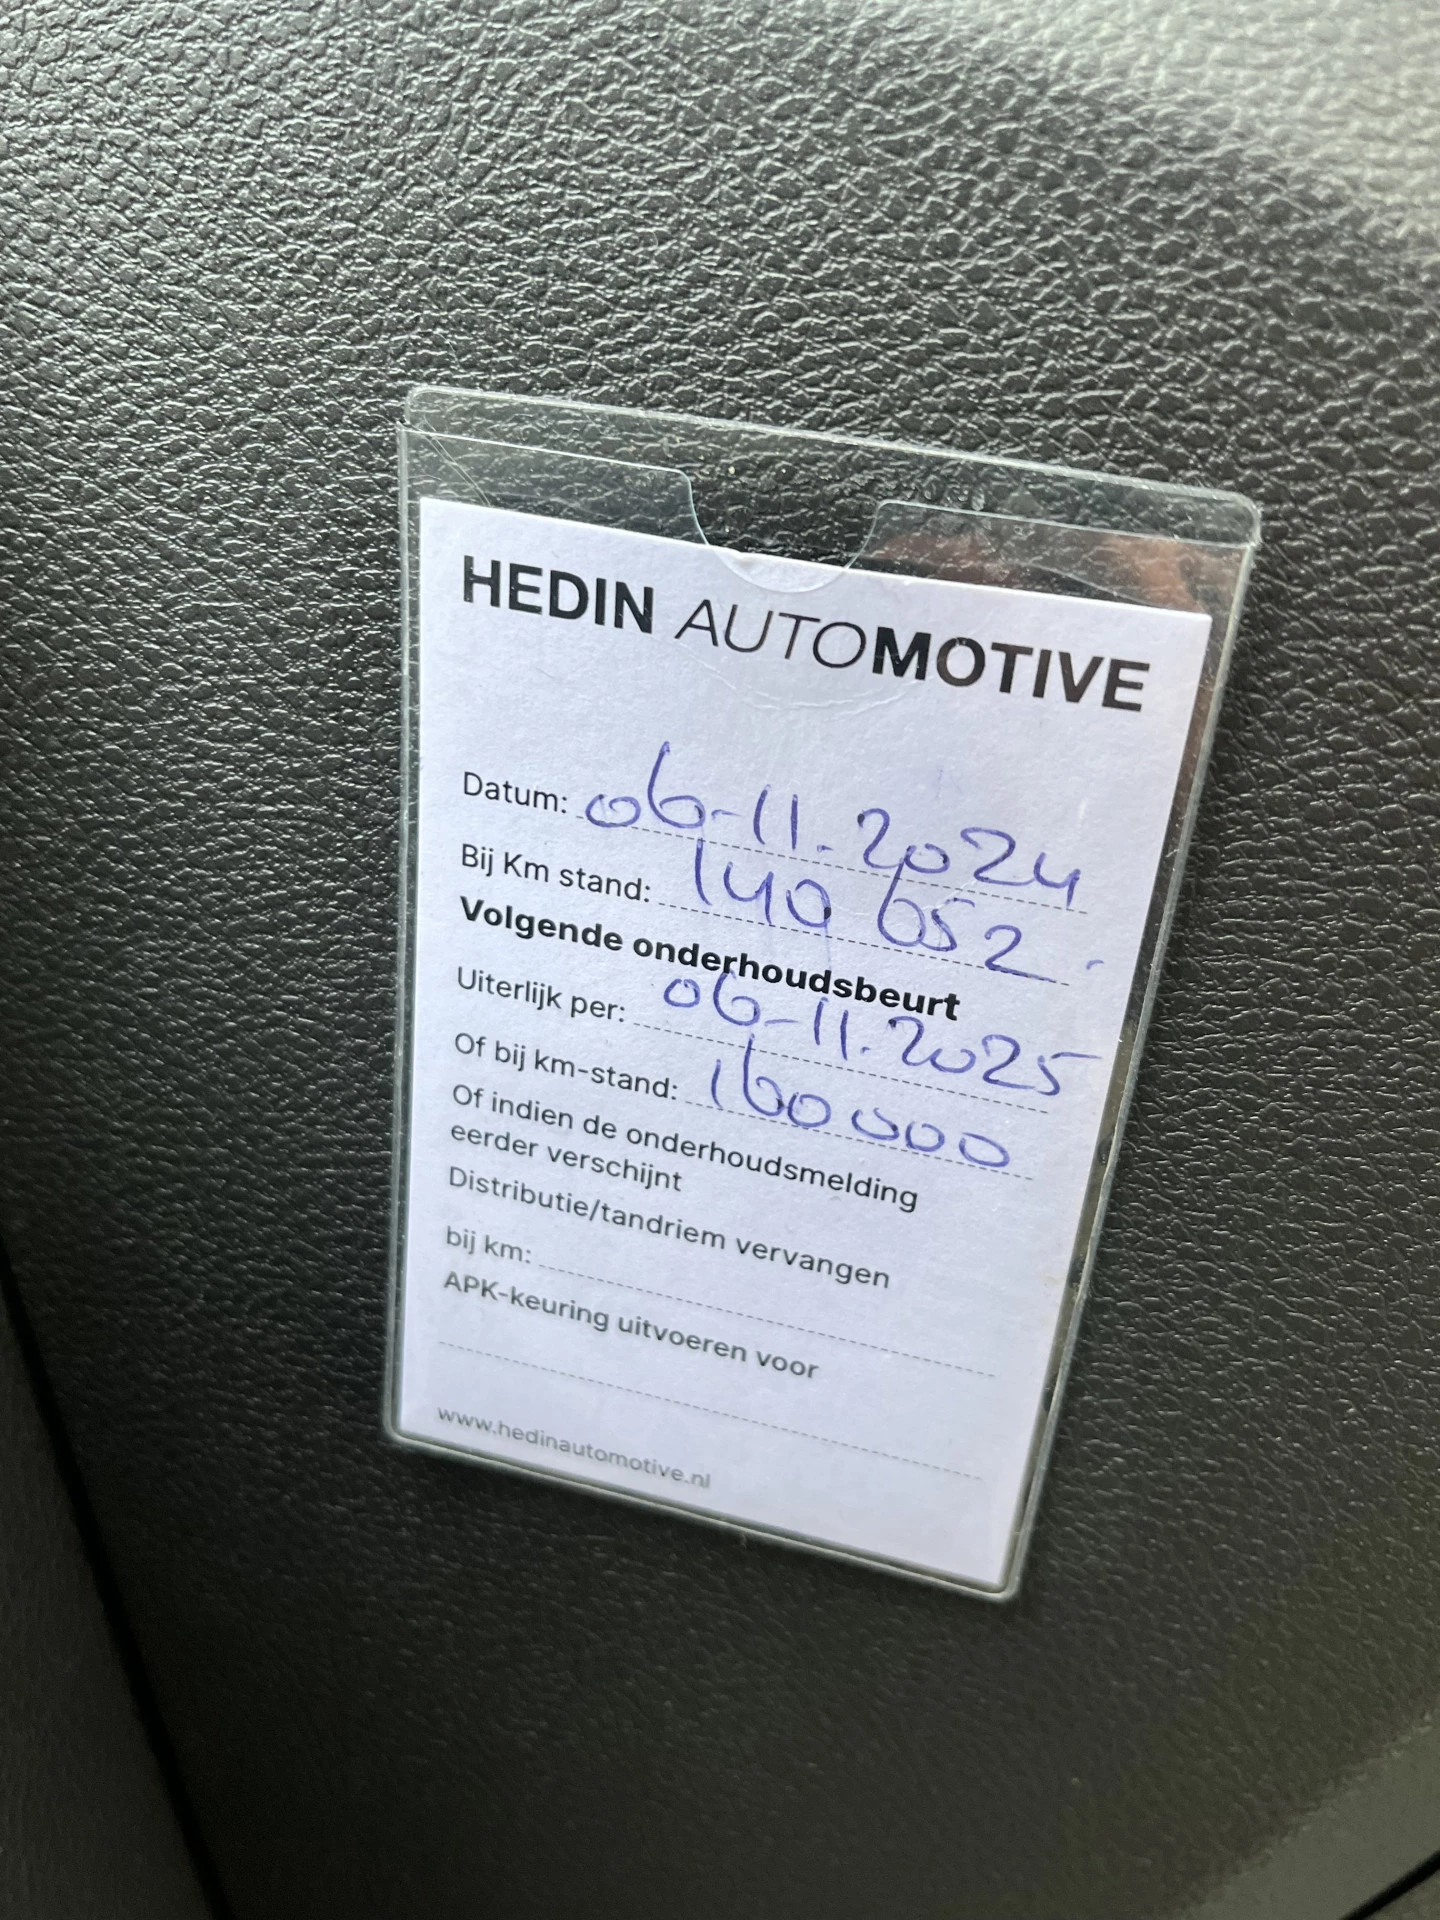 HEDIN AUTOMOTIVE
Datum: 06-11.2024
Bij Km stand: 140 652.
Volgende onderhoudsbeurt
Uiterlijk per: 06-11.2025
Of bij km-stand: 160000
Of indien de onderhoudsmelding
eerder verschijnt
Distributie/tandriem vervangen
bij km:
APK-keuring uitvoeren voor
www.hedinautomotive.nl